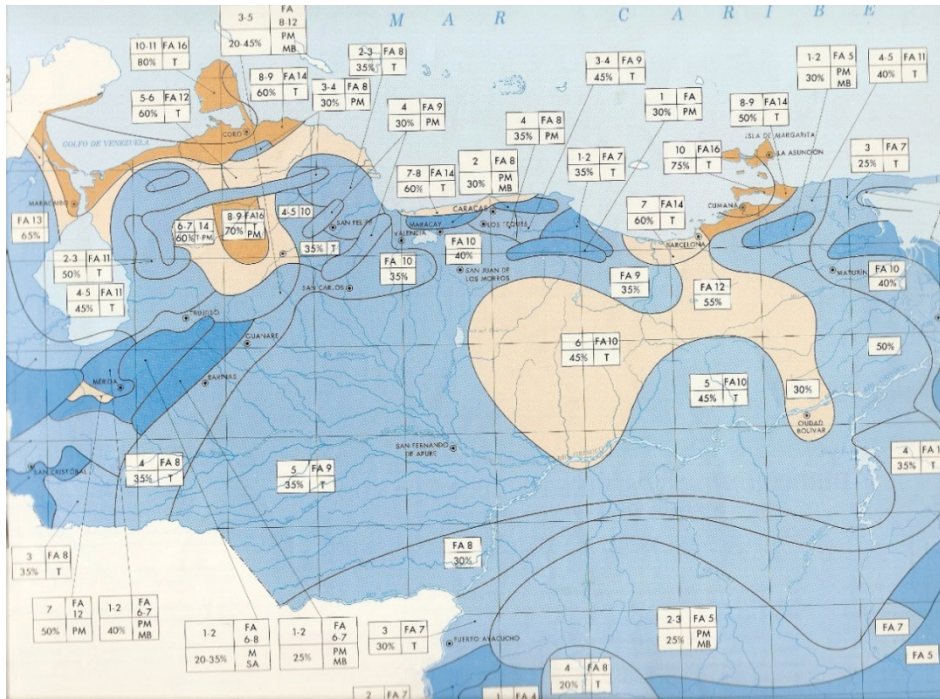 MAR CARIBE
3-5 FA 8-12
20-45% PM MB
10-11 FA 16
80% T
2-3 FA 8
35% T
3-4 FA 9
45% T
1-2 FA 5
30% PM MB
4-5 FA 11
40% T
5-6 FA 12
60% T
8-9 FA 14
60% T
3-4 FA 8
30% PM
4 FA 9
30% PM
4 FA 8
35% PM
1 FA
30% PM
8-9 FA 14
50% T
CORO
GOLFO DE VENEZUELA
ISLA DE MARGARITA
LA ASUNCION
7-8 FA 14
60% T
2 FA 8
30% PM MB
1-2 FA 7
35% T
10 FA 16
75% T
3 FA 7
25% T
MARACAIBO
FA 13
65%
6-7 14
60% T-PM
8-9 FA16
70% T PM
4-5 10
35% T
SAN FELIPE
CARACAS
MARACAY
LOS TEQUES
VALENCIA
7 FA 14
60% T
CUMANA
BARCELONA
2-3 FA 11
50% T
FA 10
35%
FA 10
40%
SAN JUAN DE
LOS MORROS
FA 9
35%
FA 12
55%
MATURÍN
FA 10
40%
4-5 FA 11
45% T
SAN CARLOS
TRUJILLO
GUANARE
6 FA 10
45% T
50%
MERIDA
T
BARINAS
5 FA 10
45% T
30%
CIUDAD
BOLIVAR
SAN FERNANDO
DE APURE
SAN CRISTOBAL
4 FA 8
35% T
5 FA 9
35% T
4
35% T
3 FA 8
35% T
FA 8
30%
7 FA 12
50% PM
1-2 FA 6-7
40% PM MB
1-2 FA 6-8
20-35% M SA
1-2 FA 6-7
25% PM MB
3 FA 7
30% T
PUERTO AYACUCHO
2-3 FA 5
25% PM MB
FA 7
FA 5
4 FA 8
20% T
2 FA 7
1 FA 4